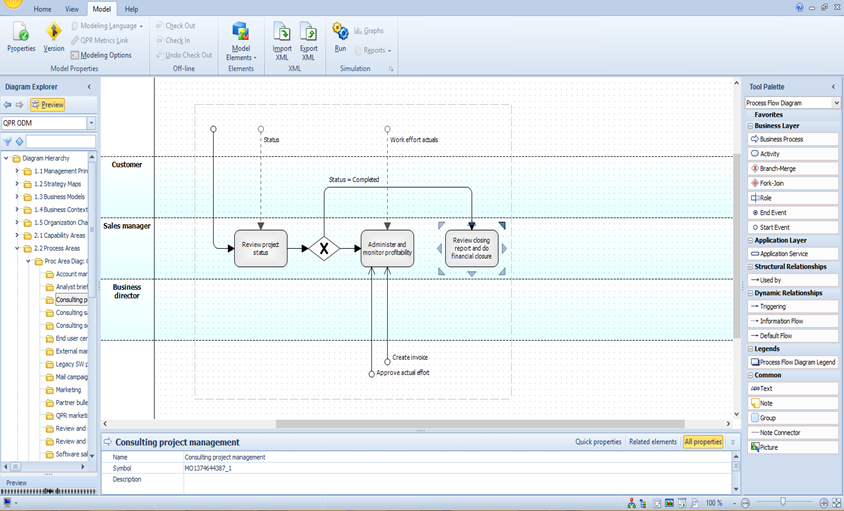 Home View Model Help
Properties
Version
Modeling Language
QPR Metrics Link
Modeling Options
Model Properties
Check Out
Check In
Undo Check Out
Off-line
Model
Elements
Elements
Import
XML
Export
XML
XML
Run
Graphs
Reports
Simulation
Diagram Explorer
Preview
QPR ODM
Diagram Hierarchy
1.1 Management Prin
1.2 Strategy Maps
1.3 Business Models
1.4 Business Context
1.5 Organization Cha
2.1 Capability Areas
2.2 Process Areas
Proc Area Diag: C
Account mar
Analyst brief
Consulting p
Consulting sa
Consulting se
End user cer
External mar
Legacy SW p
Mail campaig
Marketing
Partner bulle
QPR marketi
Review and
Review and
Software sal
Preview
Customer
Sales manager
Business
director
Status
Work effort actuals
Status = Completed
Review project
status
X
Administer and
monitor profitability
Review closing
report and do
financial closure
Create invoice
Approve actual effort
Consulting project management
Quick properties Related elements All properties
Name Consulting project management
Symbol MO1374644387_1
Description
Tool Palette
Process Flow Diagram
Favorites
Business Layer
Business Process
Activity
Branch-Merge
Fork-Join
Role
End Event
Start Event
Application Layer
Application Service
Structural Relationships
Used by
Dynamic Relationships
Triggering
Information Flow
Default Flow
Legends
Process Flow Diagram Legend
Common
Text
Note
Group
Note Connector
Picture
100 %